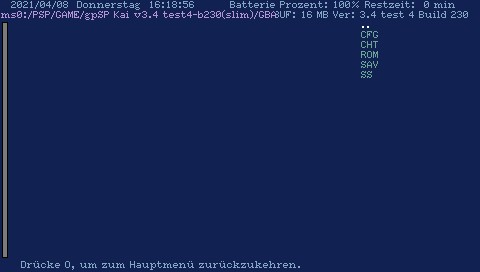 2021/04/08 Donnerstag 16:18:56 Batterie Prozent: 100% Restzeit: 0 min
ms0:/PSP/GAME/gpSP Kai v3.4 test4-b230(slim)/GBA BUF: 16 MB Ver: 3.4 test 4 Build 230
..
CFG
CHT
ROM
SAV
SS
Drücke O, um zum Hauptmenü zurückzukehren.